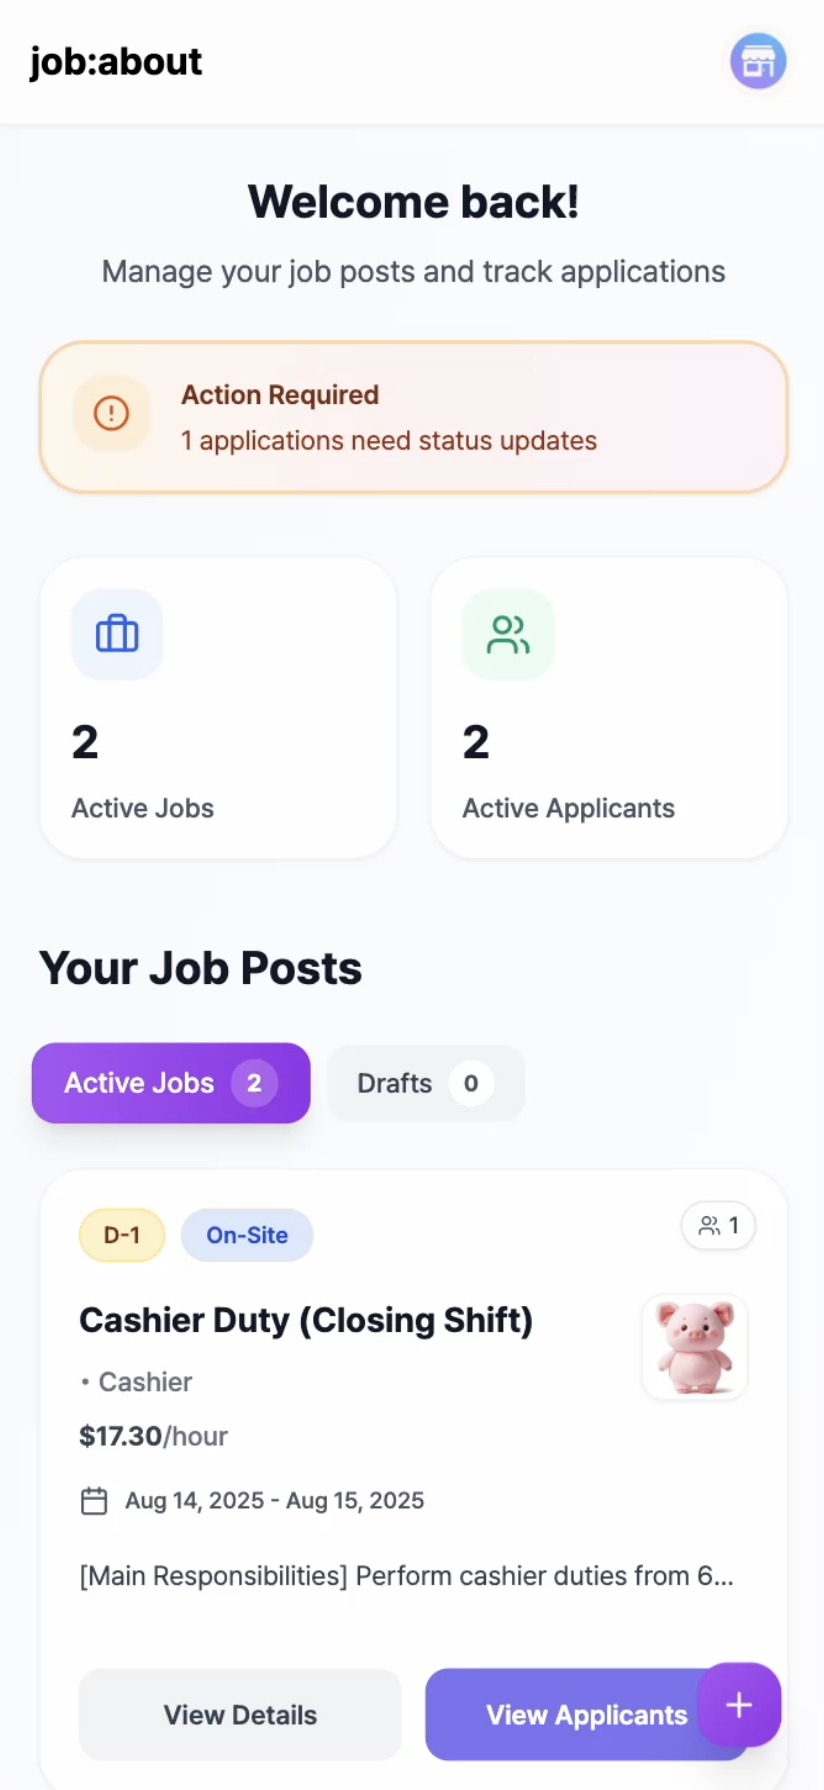 job:about
Welcome back!
Manage your job posts and track applications
Action Required
1 applications need status updates
2
Active Jobs
2
Active Applicants
Your Job Posts
Active Jobs 2
Drafts 0
D-1
On-Site
1
Cashier Duty (Closing Shift)
• Cashier
$17.30/hour
Aug 14, 2025 - Aug 15, 2025
[Main Responsibilities] Perform cashier duties from 6...
View Details
View Applicants
+